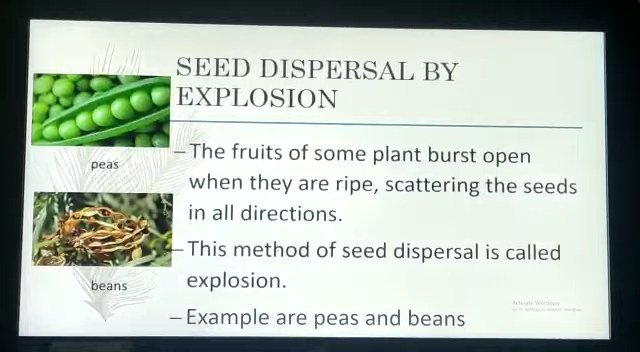 SEED DISPERSAL BY
EXPLOSION
peas
– The fruits of some plant burst open
when they are ripe, scattering the seeds
in all directions.
beans
– This method of seed dispersal is called
explosion.
– Example are peas and beans
Activate Windows